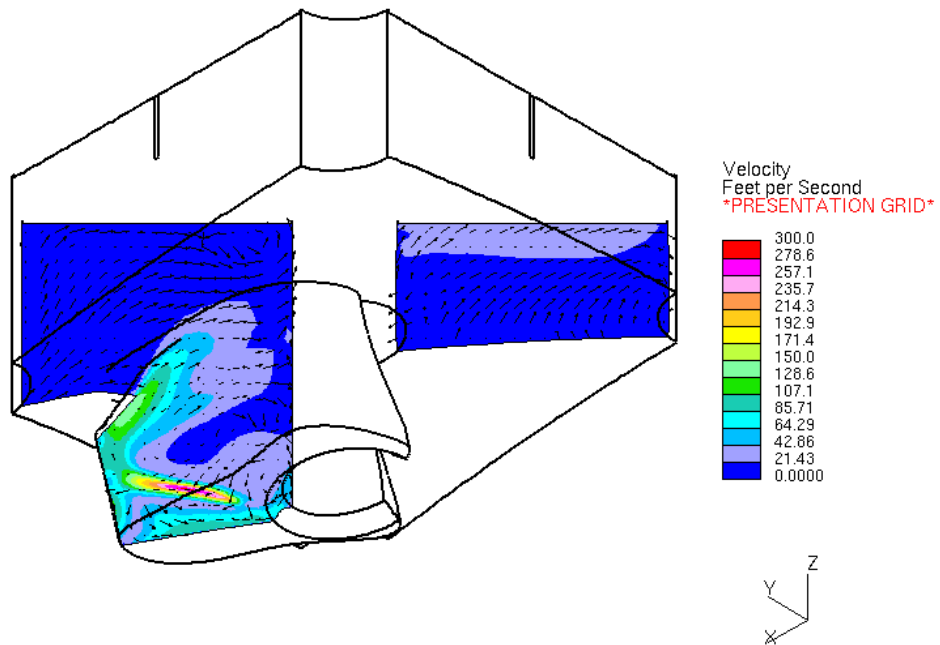 Velocity
Feet per Second
*PRESENTATION GRID*
300.0
278.6
257.1
235.7
214.3
192.9
171.4
150.0
128.6
107.1
85.71
64.29
42.86
21.43
0.0000
Z
Y
X